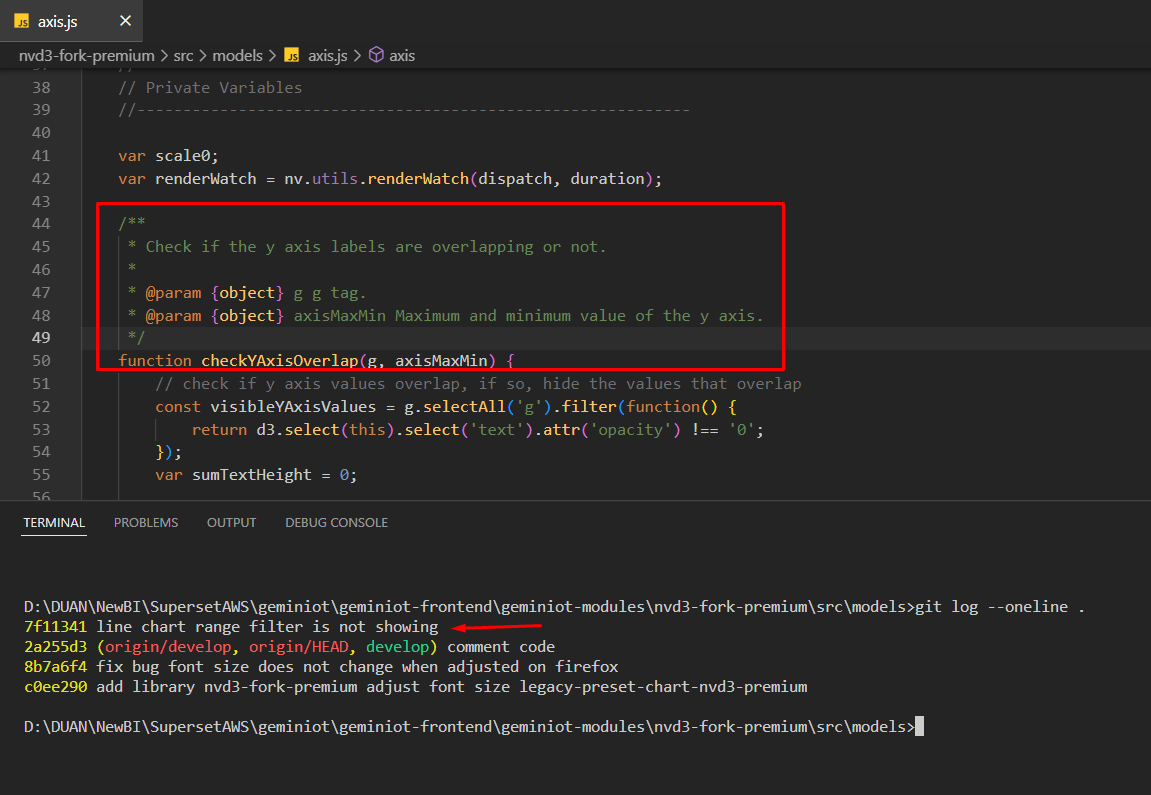 JS axis.js ×
nvd3-fork-premium > src > models > JS axis.js > axis
37 //
38 // Private Variables
39 //------------------------------------------------------------
40
41 var scale0;
42 var renderWatch = nv.utils.renderWatch(dispatch, duration);
43
44 /**
45 * Check if the y axis labels are overlapping or not.
46 *
47 * @param {object} g g tag.
48 * @param {object} axisMaxMin Maximum and minimum value of the y axis.
49 */
50 function checkYAxisOverlap(g, axisMaxMin) {
51 // check if y axis values overlap, if so, hide the values that overlap
52 const visibleYAxisValues = g.selectAll('g').filter(function() {
53 return d3.select(this).select('text').attr('opacity') !== '0';
54 });
55 var sumTextHeight = 0;
56
TERMINAL PROBLEMS OUTPUT DEBUG CONSOLE
D:\DUAN\NewBI\SupersetAWS\geminiot\geminiot-frontend\geminiot-modules\nvd3-fork-premium\src\models>git log --oneline .
7f11341 line chart range filter is not showing
2a255d3 (origin/develop, origin/HEAD, develop) comment code
8b7a6f4 fix bug font size does not change when adjusted on firefox
c0ee290 add library nvd3-fork-premium adjust font size legacy-preset-chart-nvd3-premium
D:\DUAN\NewBI\SupersetAWS\geminiot\geminiot-frontend\geminiot-modules\nvd3-fork-premium\src\models>